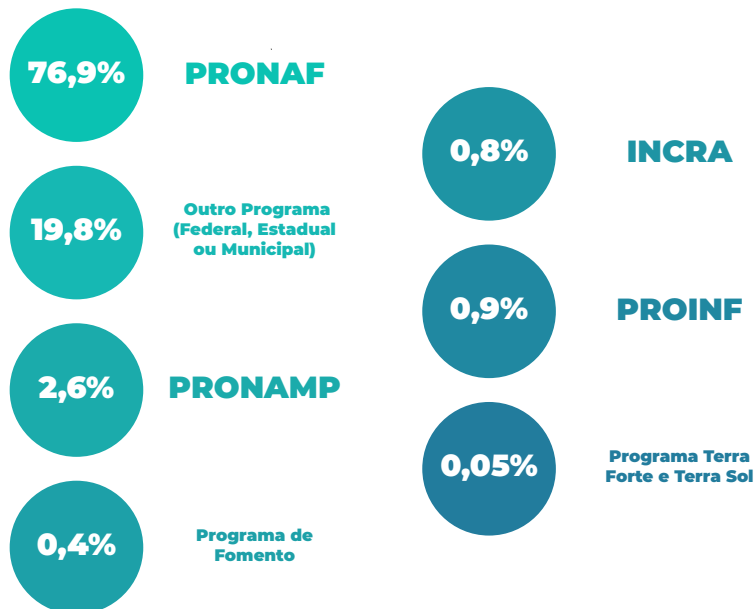 76,9%
PRONAF
19,8%
Outro Programa
(Federal, Estadual
ou Municipal)
2,6%
PRONAMP
0,4%
Programa de
Fomento
0,8%
INCRA
0,9%
PROINF
0,05%
Programa Terra
Forte e Terra Sol